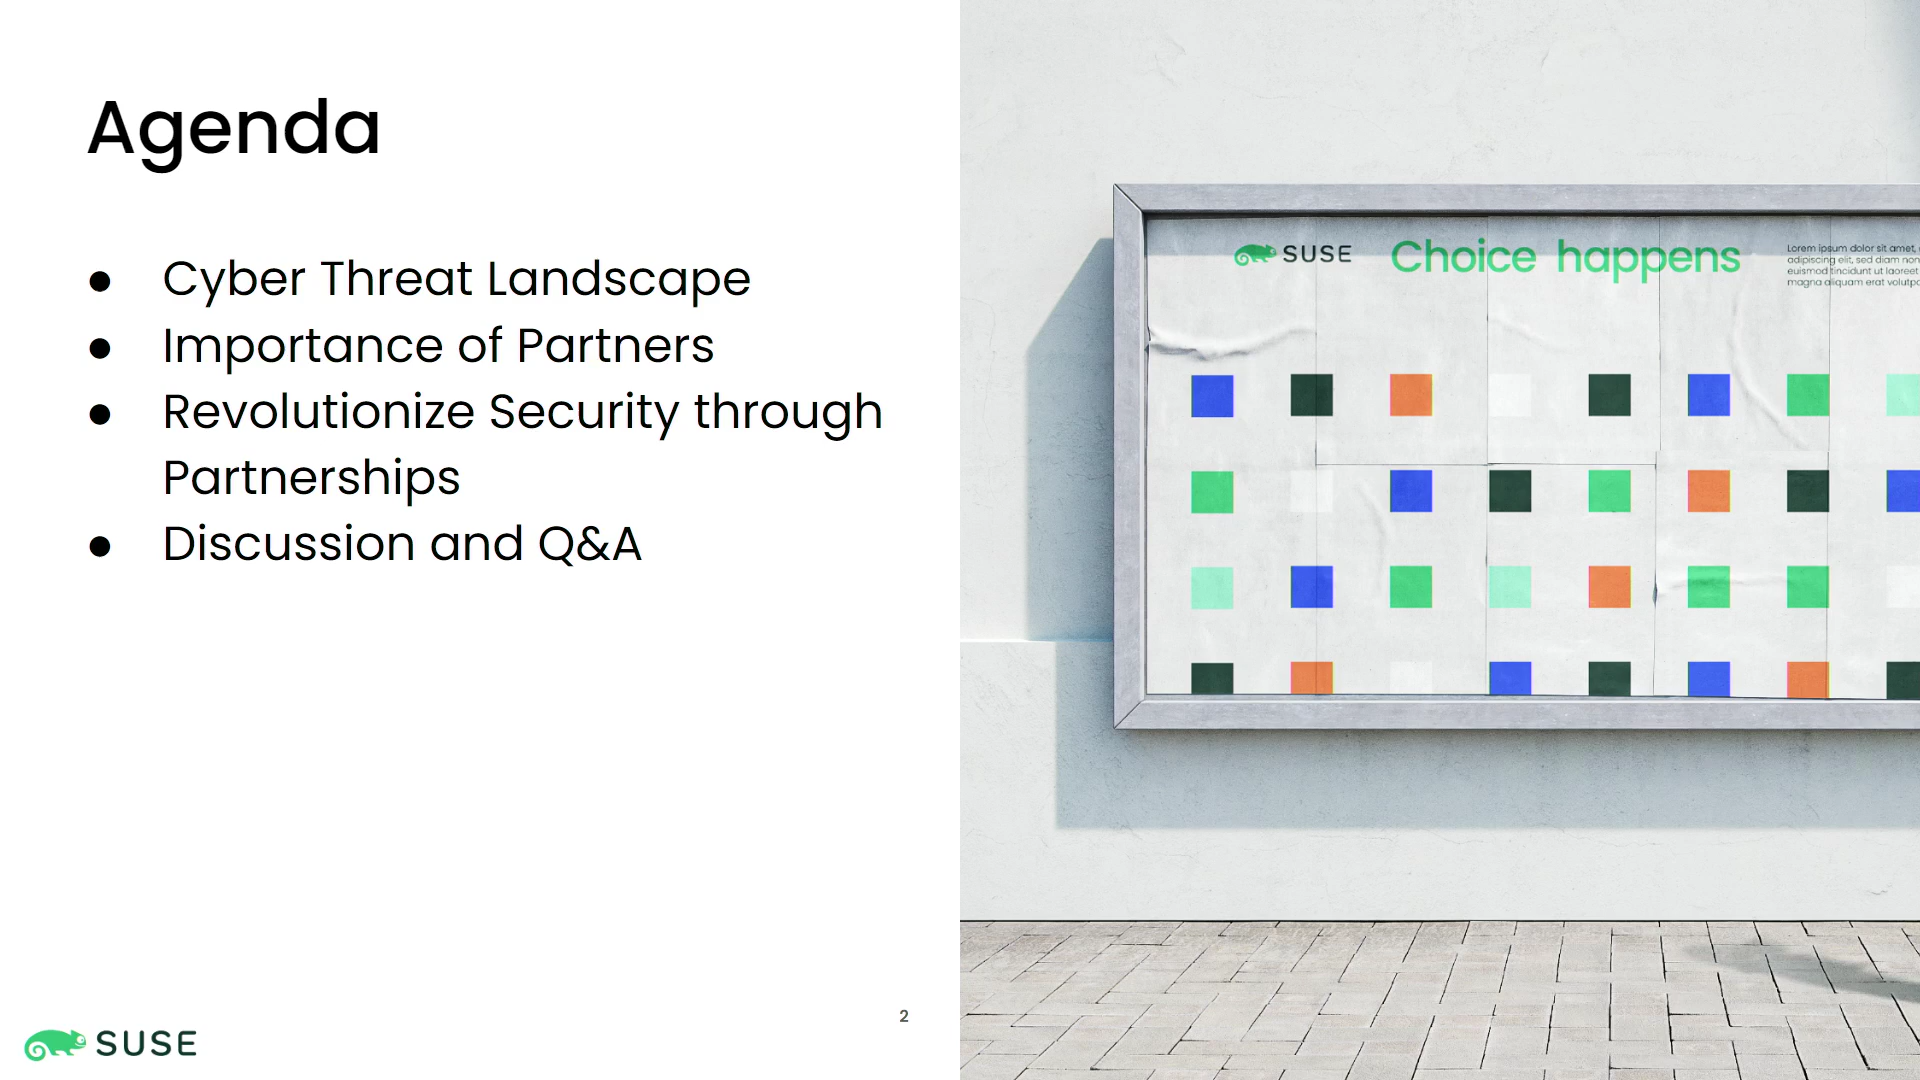 Agenda
● Cyber Threat Landscape
● Importance of Partners
● Revolutionize Security through
Partnerships
● Discussion and Q&A
2
SUSE
SUSE
Choice happens
Lorem ipsum dolor sit amet,
adipiscing elit, sed diam
euismod tincidunt ut laoreet
magna aliquam erat